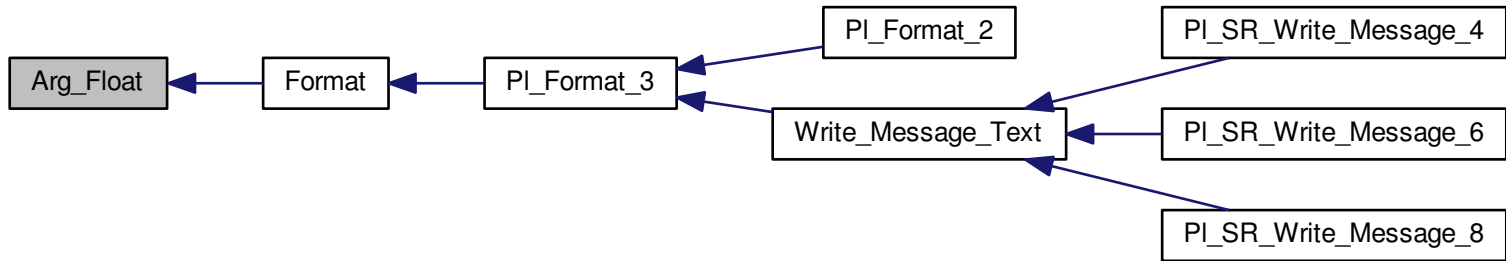 Arg_Float
Format
Pl_Format_3
Pl_Format_2
Write_Message_Text
Pl_SR_Write_Message_4
Pl_SR_Write_Message_6
Pl_SR_Write_Message_8